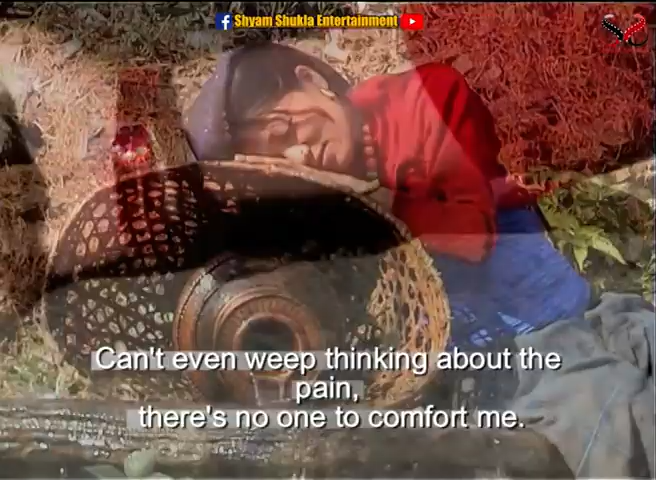 Shyam Shukla Entertainment
Can't even weep thinking about the
pain,
there's no one to comfort me.